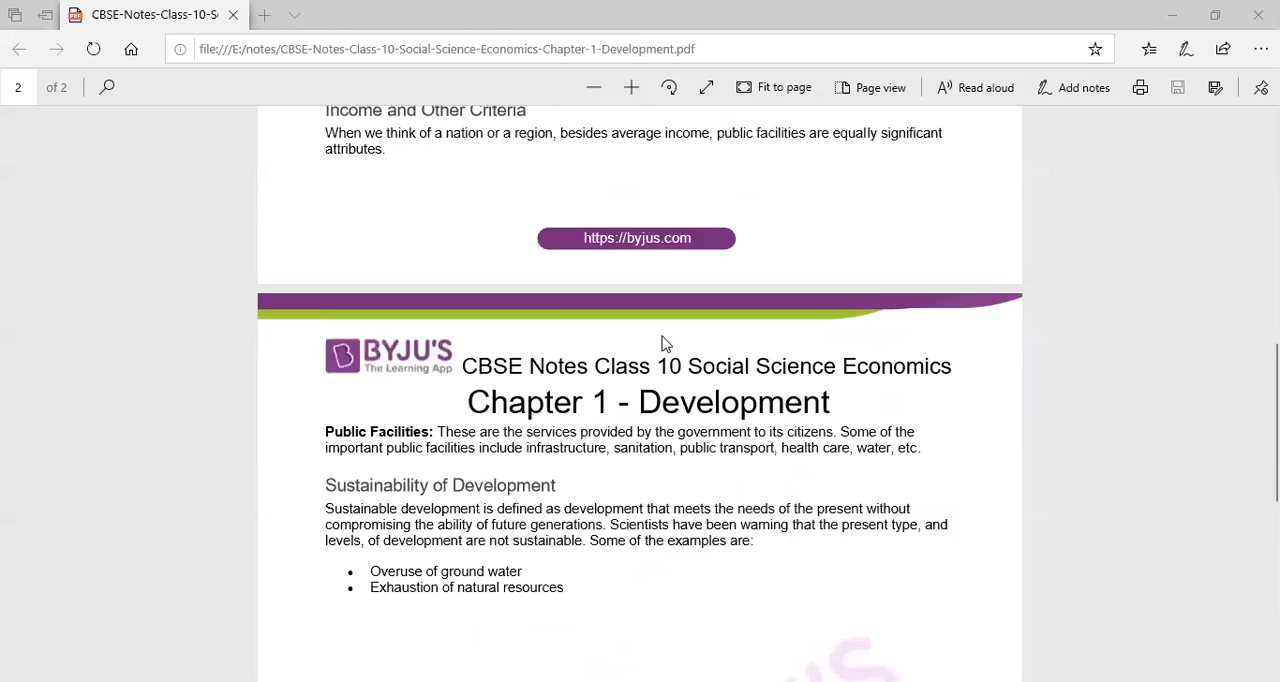 CBSE-Notes-Class-10-S
file:///E:/notes/CBSE-Notes-Class-10-Social-Science-Economics-Chapter-1-Development.pdf
2 of 2 Fit to page Page view Read aloud Add notes
Income and Other Criteria
When we think of a nation or a region, besides average income, public facilities are equally significant
attributes.
https://byjus.com
BYJU'S
The Learning App
CBSE Notes Class 10 Social Science Economics
Chapter 1 - Development
Public Facilities: These are the services provided by the government to its citizens. Some of the
important public facilities include infrastructure, sanitation, public transport, health care, water, etc.
Sustainability of Development
Sustainable development is defined as development that meets the needs of the present without
compromising the ability of future generations. Scientists have been warning that the present type, and
levels, of development are not sustainable. Some of the examples are:
• Overuse of ground water
• Exhaustion of natural resources